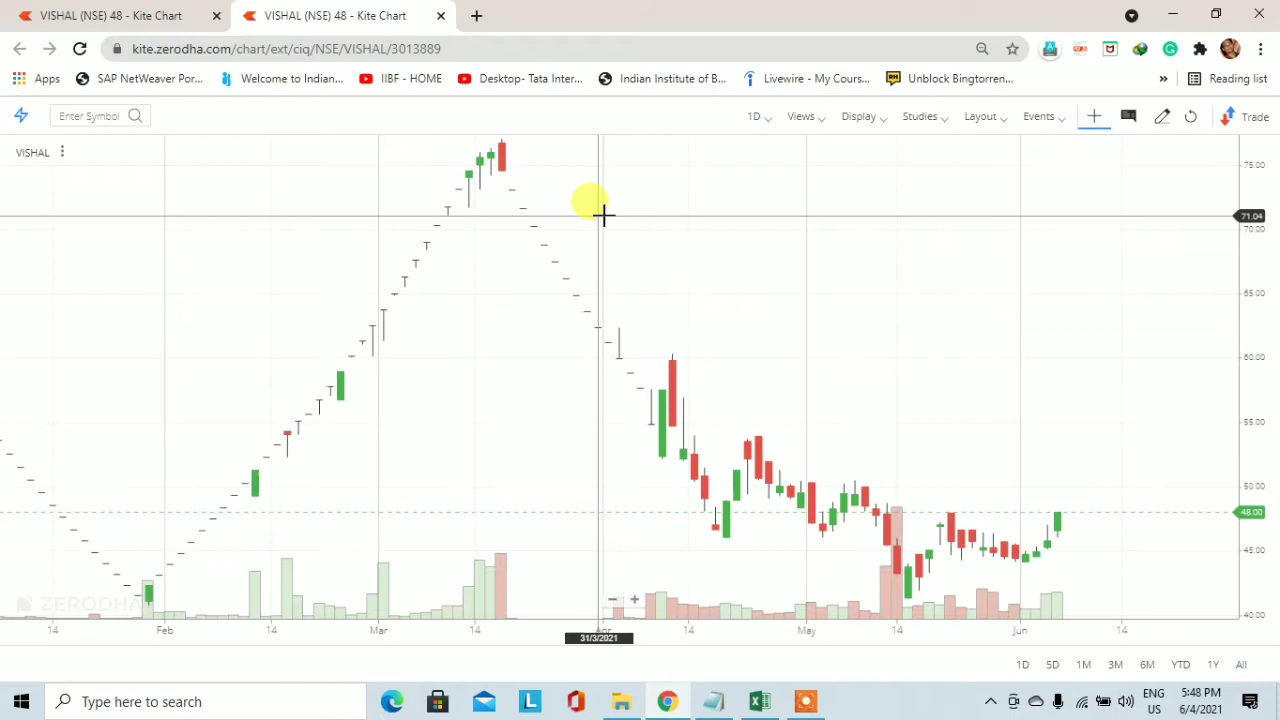 VISHAL (NSE) 48 - Kite Chart
VISHAL (NSE) 48 - Kite Chart
kite.zerodha.com/chart/ext/ciq/NSE/VISHAL/3013889
Apps
SAP NetWeaver Por...
Welcome to Indian...
IIBF - HOME
Desktop- Tata Inter...
Indian Institute of B...
Livewire - My Cours...
Unblock Bingtorren...
»
Reading list
Enter Symbol
1D
Views
Display
Studies
Layout
Events
Trade
VISHAL
75.00
71.04
70.00
65.00
60.00
55.00
50.00
48.00
45.00
40.00
ZERODHA
14
Feb
14
Mar
14
Apr
14
May
14
Jun
14
31/3/2021
1D
5D
1M
3M
6M
YTD
1Y
All
Type here to search
ENG
US
5:48 PM
6/4/2021